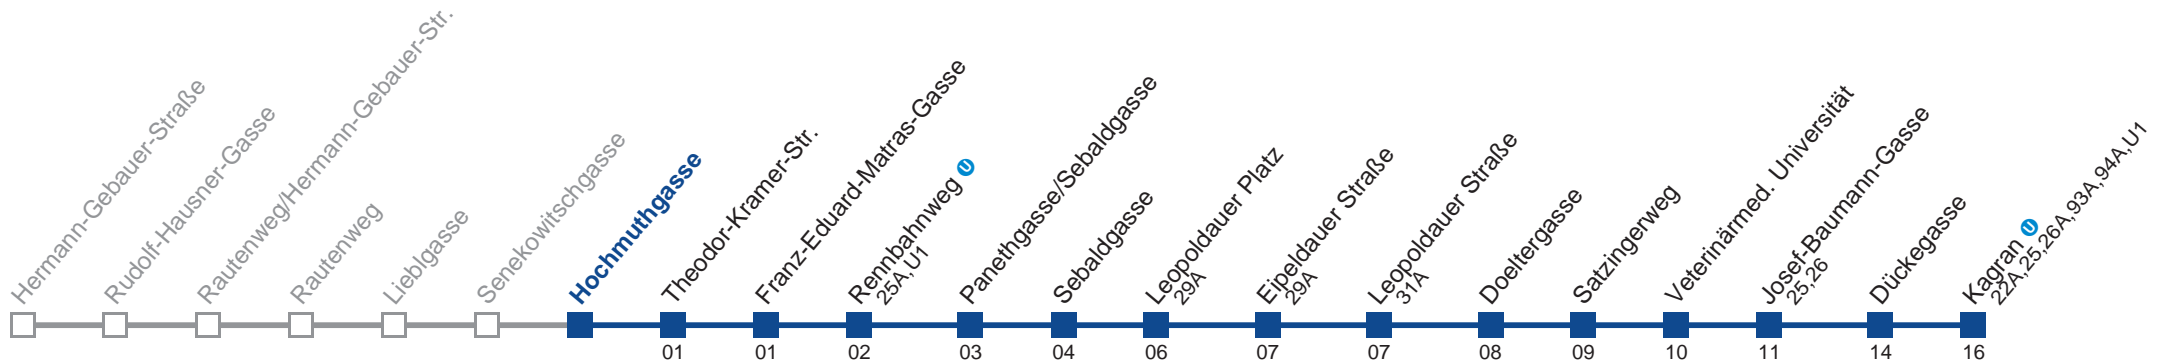 Hermann-Gebauer-Straße
Rudolf-Hausner-Gasse
Rautenweg/Hermann-Gebauer-Str.
Rautenweg
Lieblgasse
Senekowitschgasse
Hochmuthgasse
Theodor-Kramer-Str.
Franz-Eduard-Matras-Gasse
Rennbahnweg U
25A,U1
Panethgasse/Sebaldgasse
Sebaldgasse
Leopoldauer Platz
29A
Eipeldauer Straße
29A
Leopoldauer Straße
31A
Doeltergasse
Satzingerweg
Veterinärmed. Universität
Josef-Baumann-Gasse
25,26
Dückegasse
Kagran U
22A,25,26A,93A,94A,U1
01 01 02 03 04 06 07 07 08 09 10 11 14 16